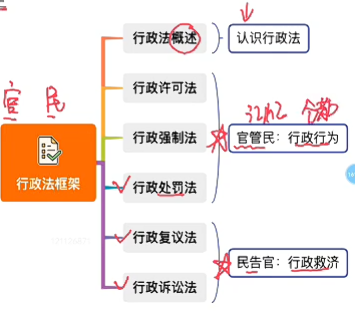 行政法概述
认识行政法
官 民
行政许可法
行政强制法
官管民：行政行为
行政法框架
行政处罚法
行政复议法
民告官：行政救济
行政诉讼法